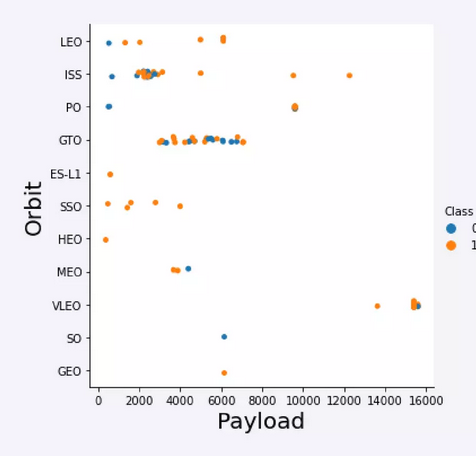 LEO
ISS
PO
GTO
ES-L1
SSO
HEO
MEO
VLEO
SO
GEO
Orbit
0 2000 4000 6000 8000 10000 12000 14000 16000
Payload
Class
0
1